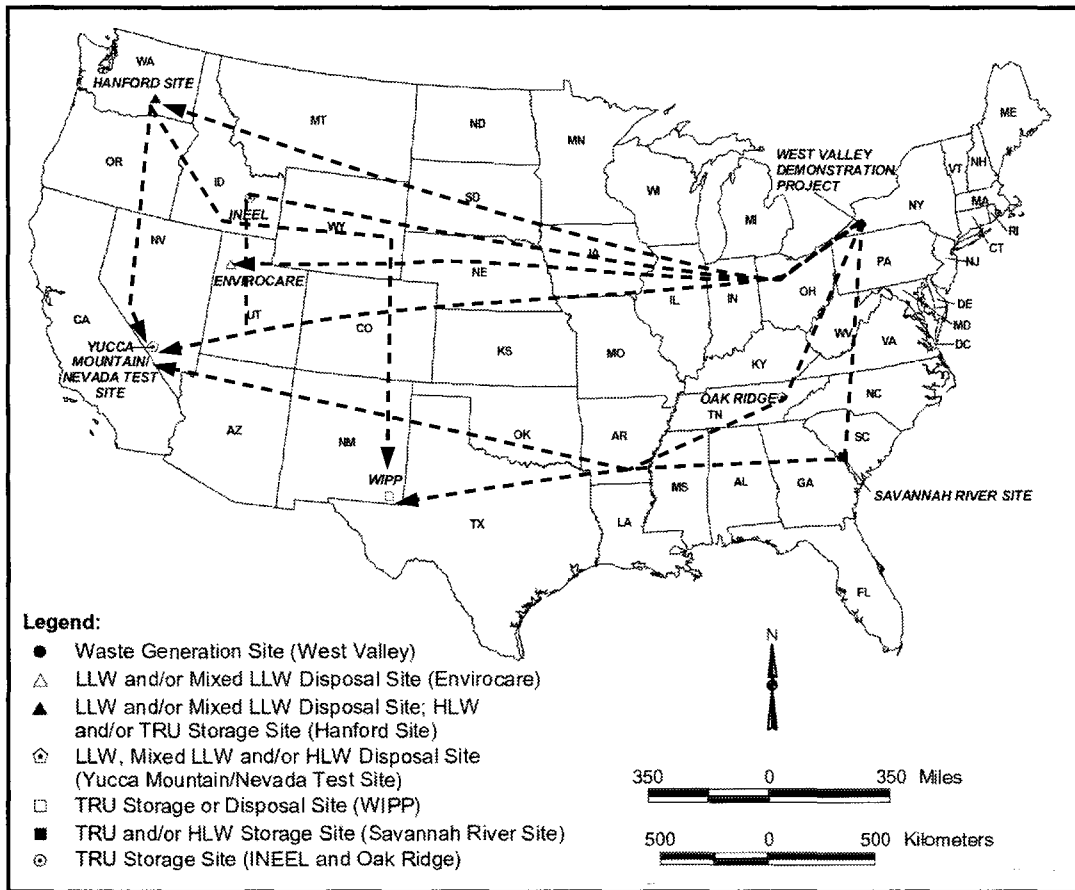 WA
HANFORD SITE
MT
ND
MN
ME
OR
ID
SD
WI
MI
WEST VALLEY
DEMONSTRATION
PROJECT
VT
NH
NY
MA
RI
CT
INEEL
WY
NV
IA
NE
PA
NJ
ENVIROCARE
IL
IN
OH
DE
MD
DC
CA
UT
CO
WV
VA
YUCCA
MOUNTAIN/
NEVADA TEST
SITE
KS
MO
KY
OAK RIDGE
TN
NC
AZ
NM
OK
AR
SC
WIPP
MS
AL
GA
SAVANNAH RIVER SITE
TX
LA
FL
Legend:
Waste Generation Site (West Valley)
LLW and/or Mixed LLW Disposal Site (Envirocare)
LLW and/or Mixed LLW Disposal Site; HLW
and/or TRU Storage Site (Hanford Site)
LLW, Mixed LLW and/or HLW Disposal Site
(Yucca Mountain/Nevada Test Site)
TRU Storage or Disposal Site (WIPP)
TRU and/or HLW Storage Site (Savannah River Site)
TRU Storage Site (INEEL and Oak Ridge)
N
350 0 350 Miles
500 0 500 Kilometers